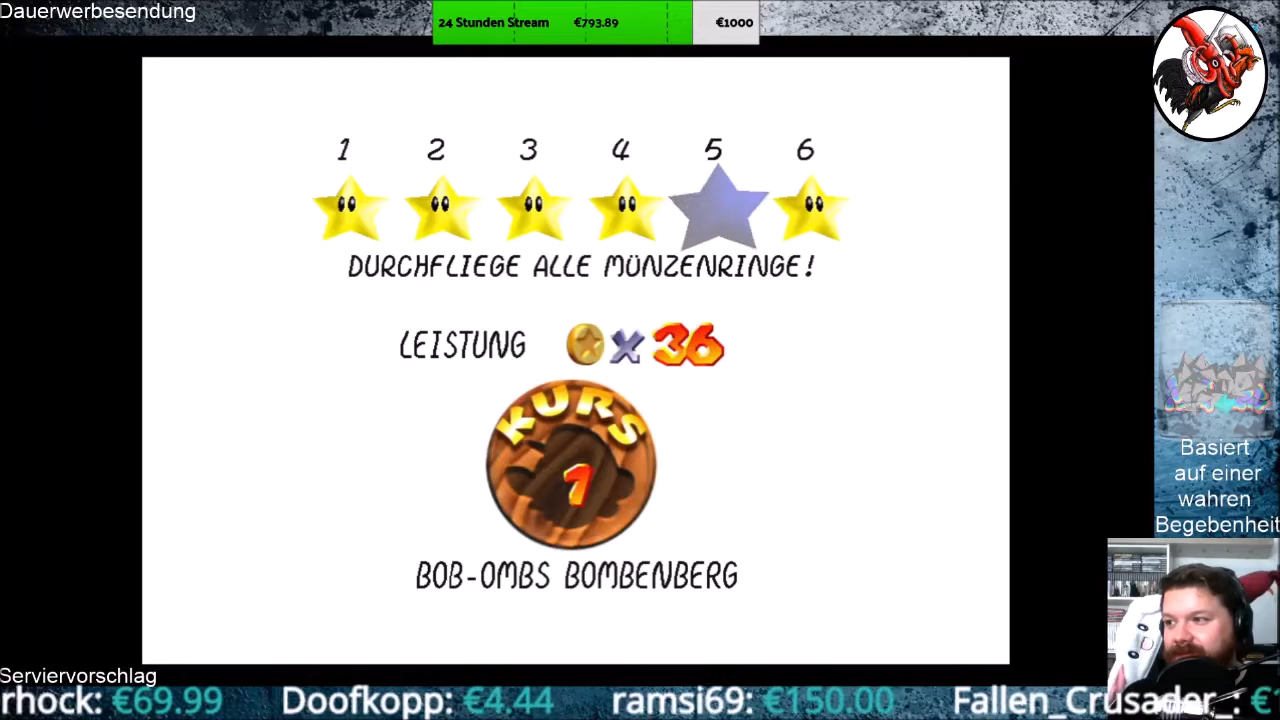 Dauerwerbesendung
24 Stunden Stream €793.89 €1000
1 2 3 4 5 6
DURCHFLIEGE ALLE MÜNZENRINGE!
LEISTUNG x 36
KURS
1
BOB-OMBS BOMBENBERG
Basiert
auf einer
wahren
Begebenheit
Serviervorschlag
rhock: €69.99 Doofkopp: €4.44 ramsi69: €150.00 Fallen_Crusader_: €